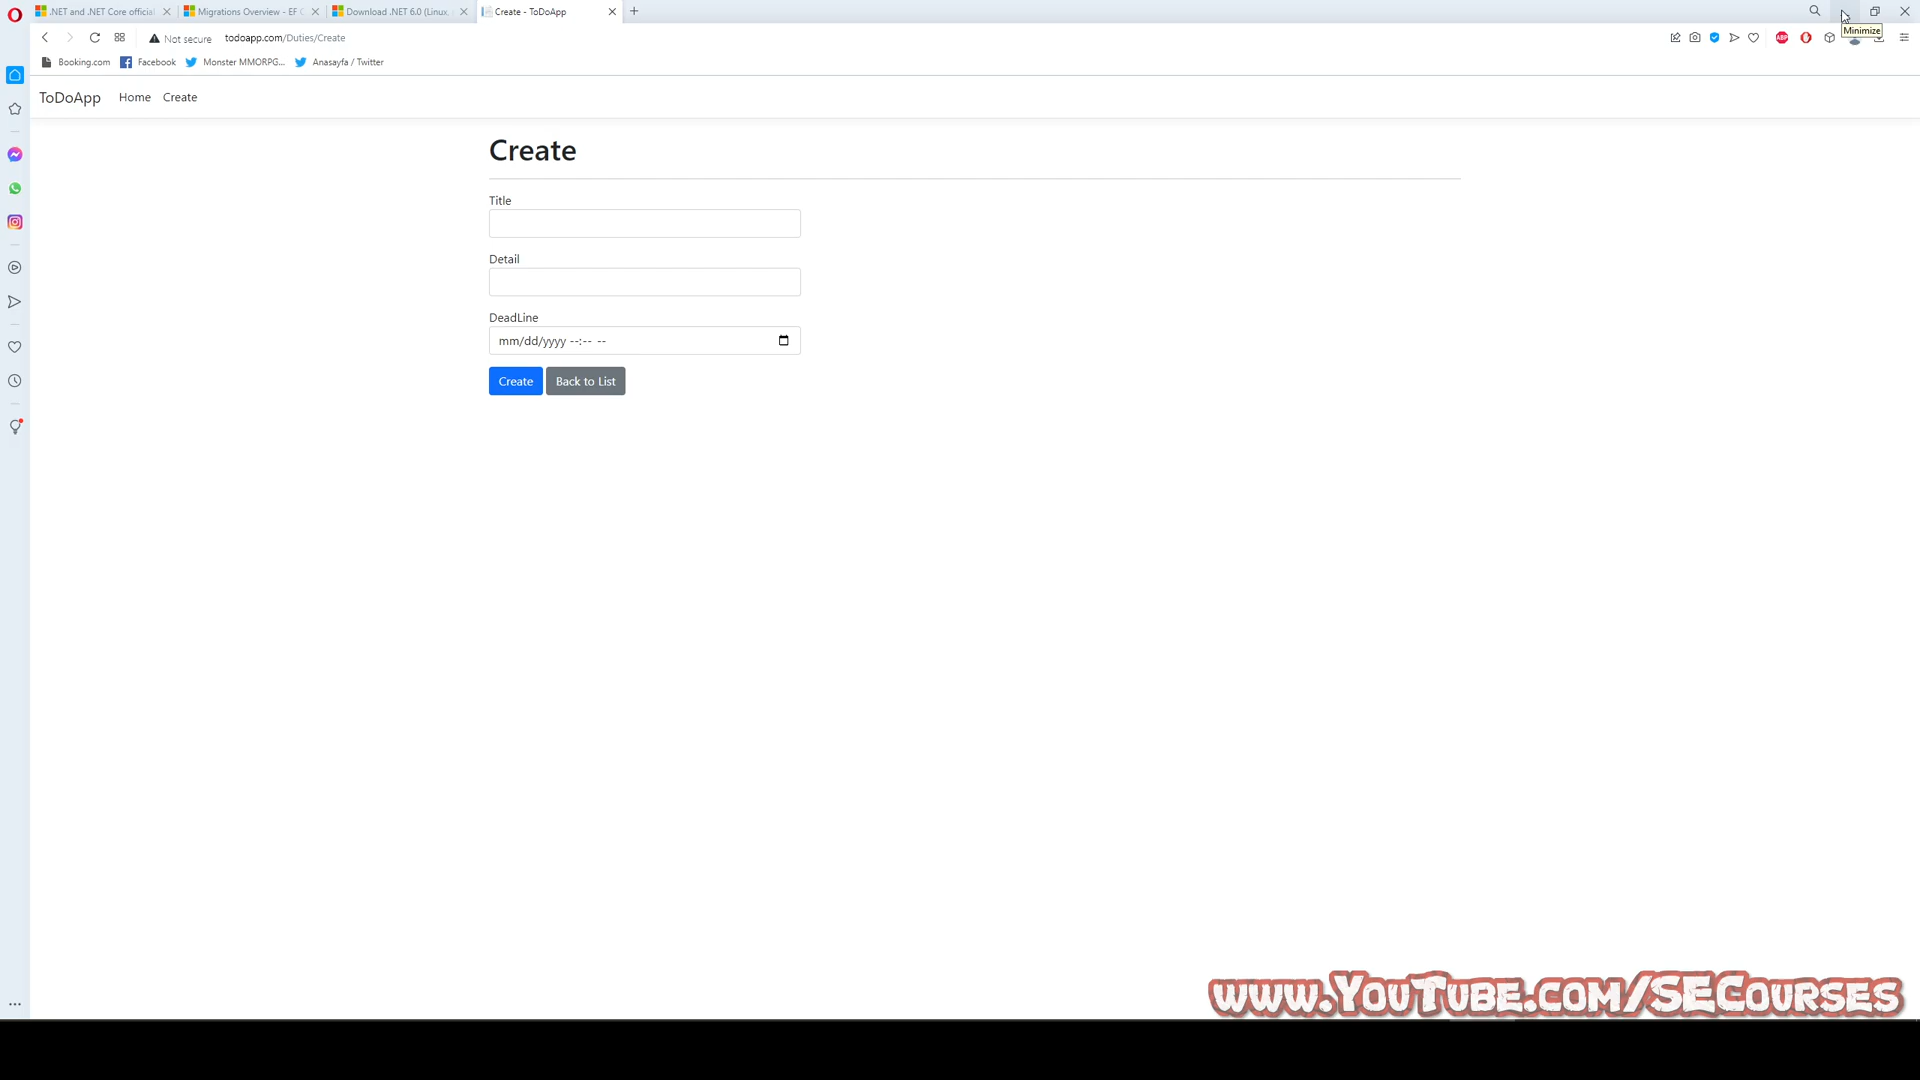 .NET and .NET Core official
Migrations Overview - EF C
Download .NET 6.0 (Linux,
Create - ToDoApp
Minimize
Not secure
todoapp.com/Duties/Create
ABP
Booking.com
Facebook
Monster MMORPG...
Anasayfa / Twitter
ToDoApp
Home
Create
Create
Title
Detail
DeadLine
mm/dd/yyyy --:-- --
Create
Back to List
www.YouTube.com/SECourses